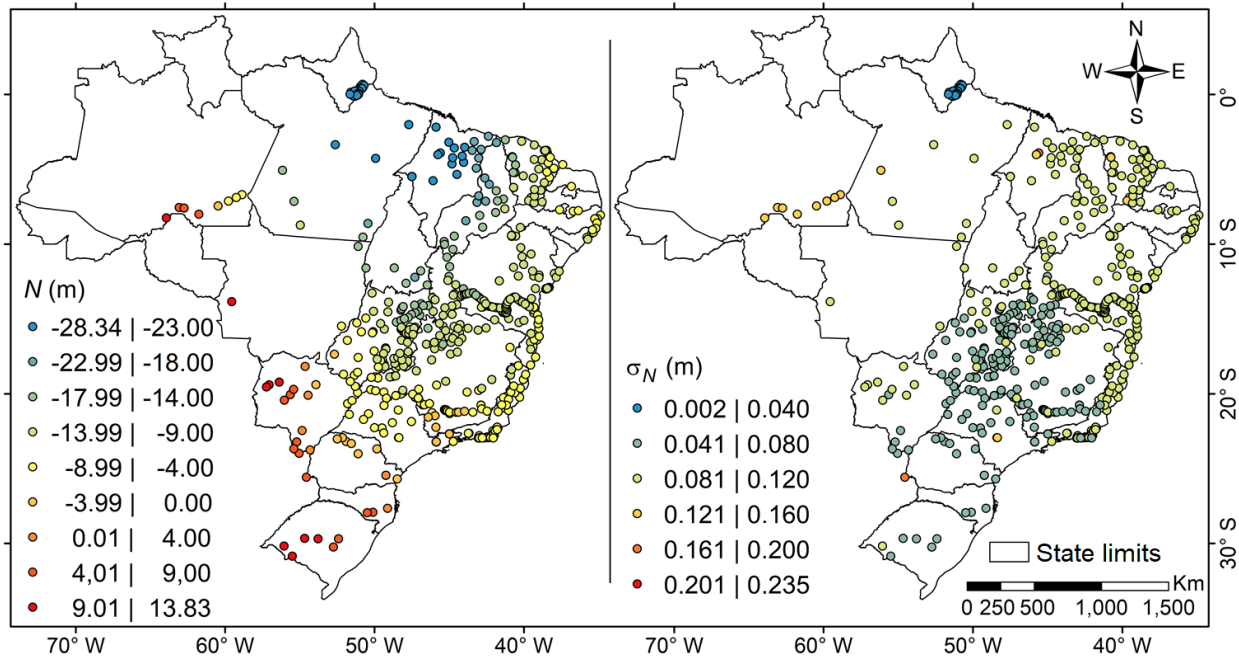 N
W E
S
0°
10° S
20° S
30° S
N (m)
-28.34 | -23.00
-22.99 | -18.00
-17.99 | -14.00
-13.99 | -9.00
-8.99 | -4.00
-3.99 | 0.00
0.01 | 4.00
4,01 | 9,00
9.01 | 13.83
σN (m)
0.002 | 0.040
0.041 | 0.080
0.081 | 0.120
0.121 | 0.160
0.161 | 0.200
0.201 | 0.235
State limits
Km
0 250 500 1,000 1,500
70° W 60° W 50° W 40° W 70° W 60° W 50° W 40° W